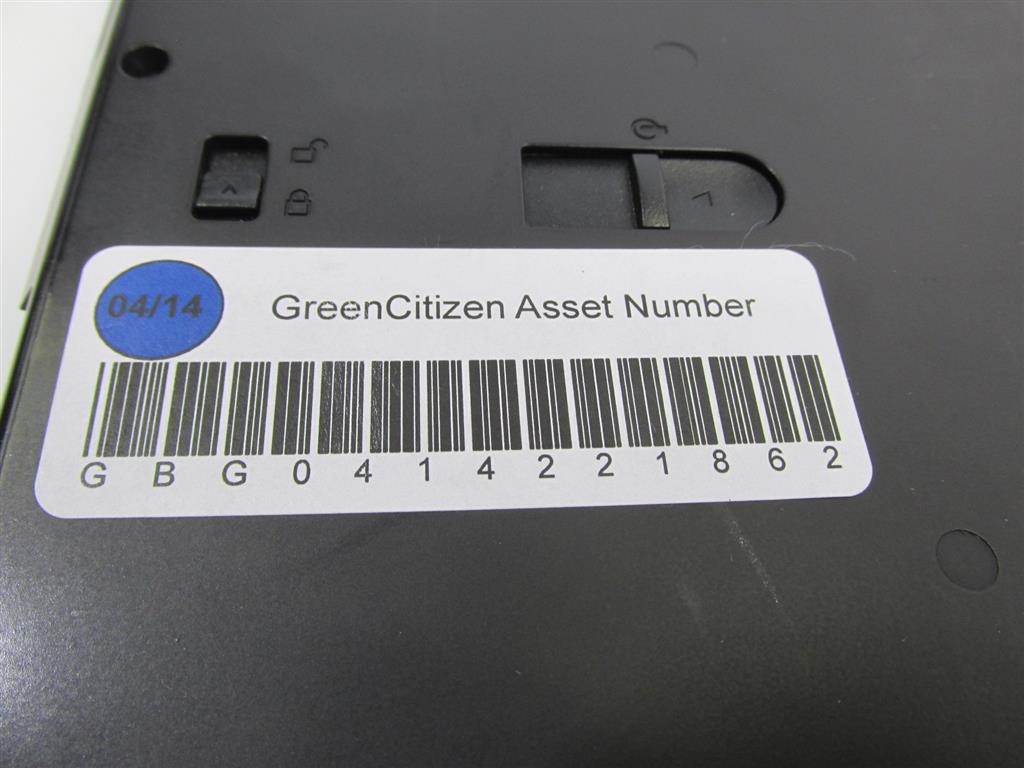 04/14 GreenCitizen Asset Number
G B G 0 4 1 4 2 2 1 8 6 2